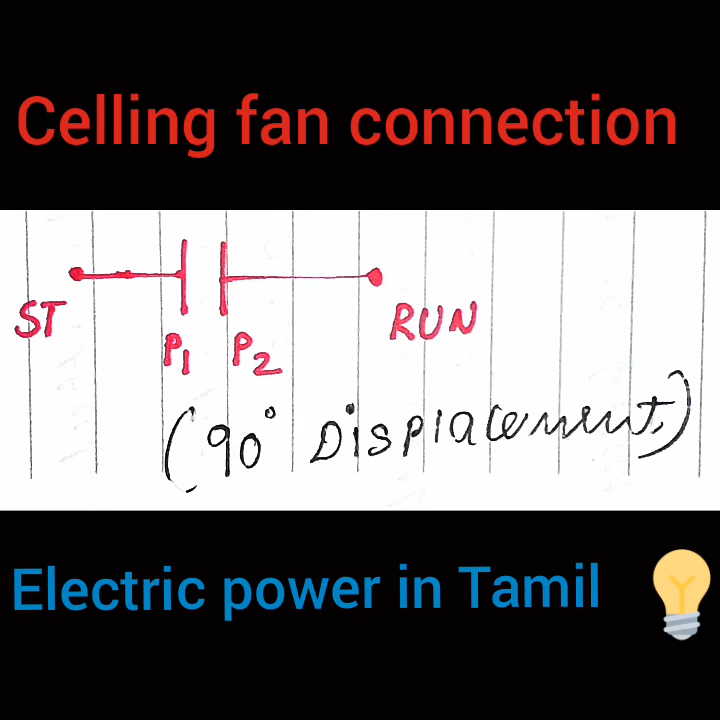 Celling fan connection
ST
RUN
P1 P2
(90° Displacement)
Electric power in Tamil